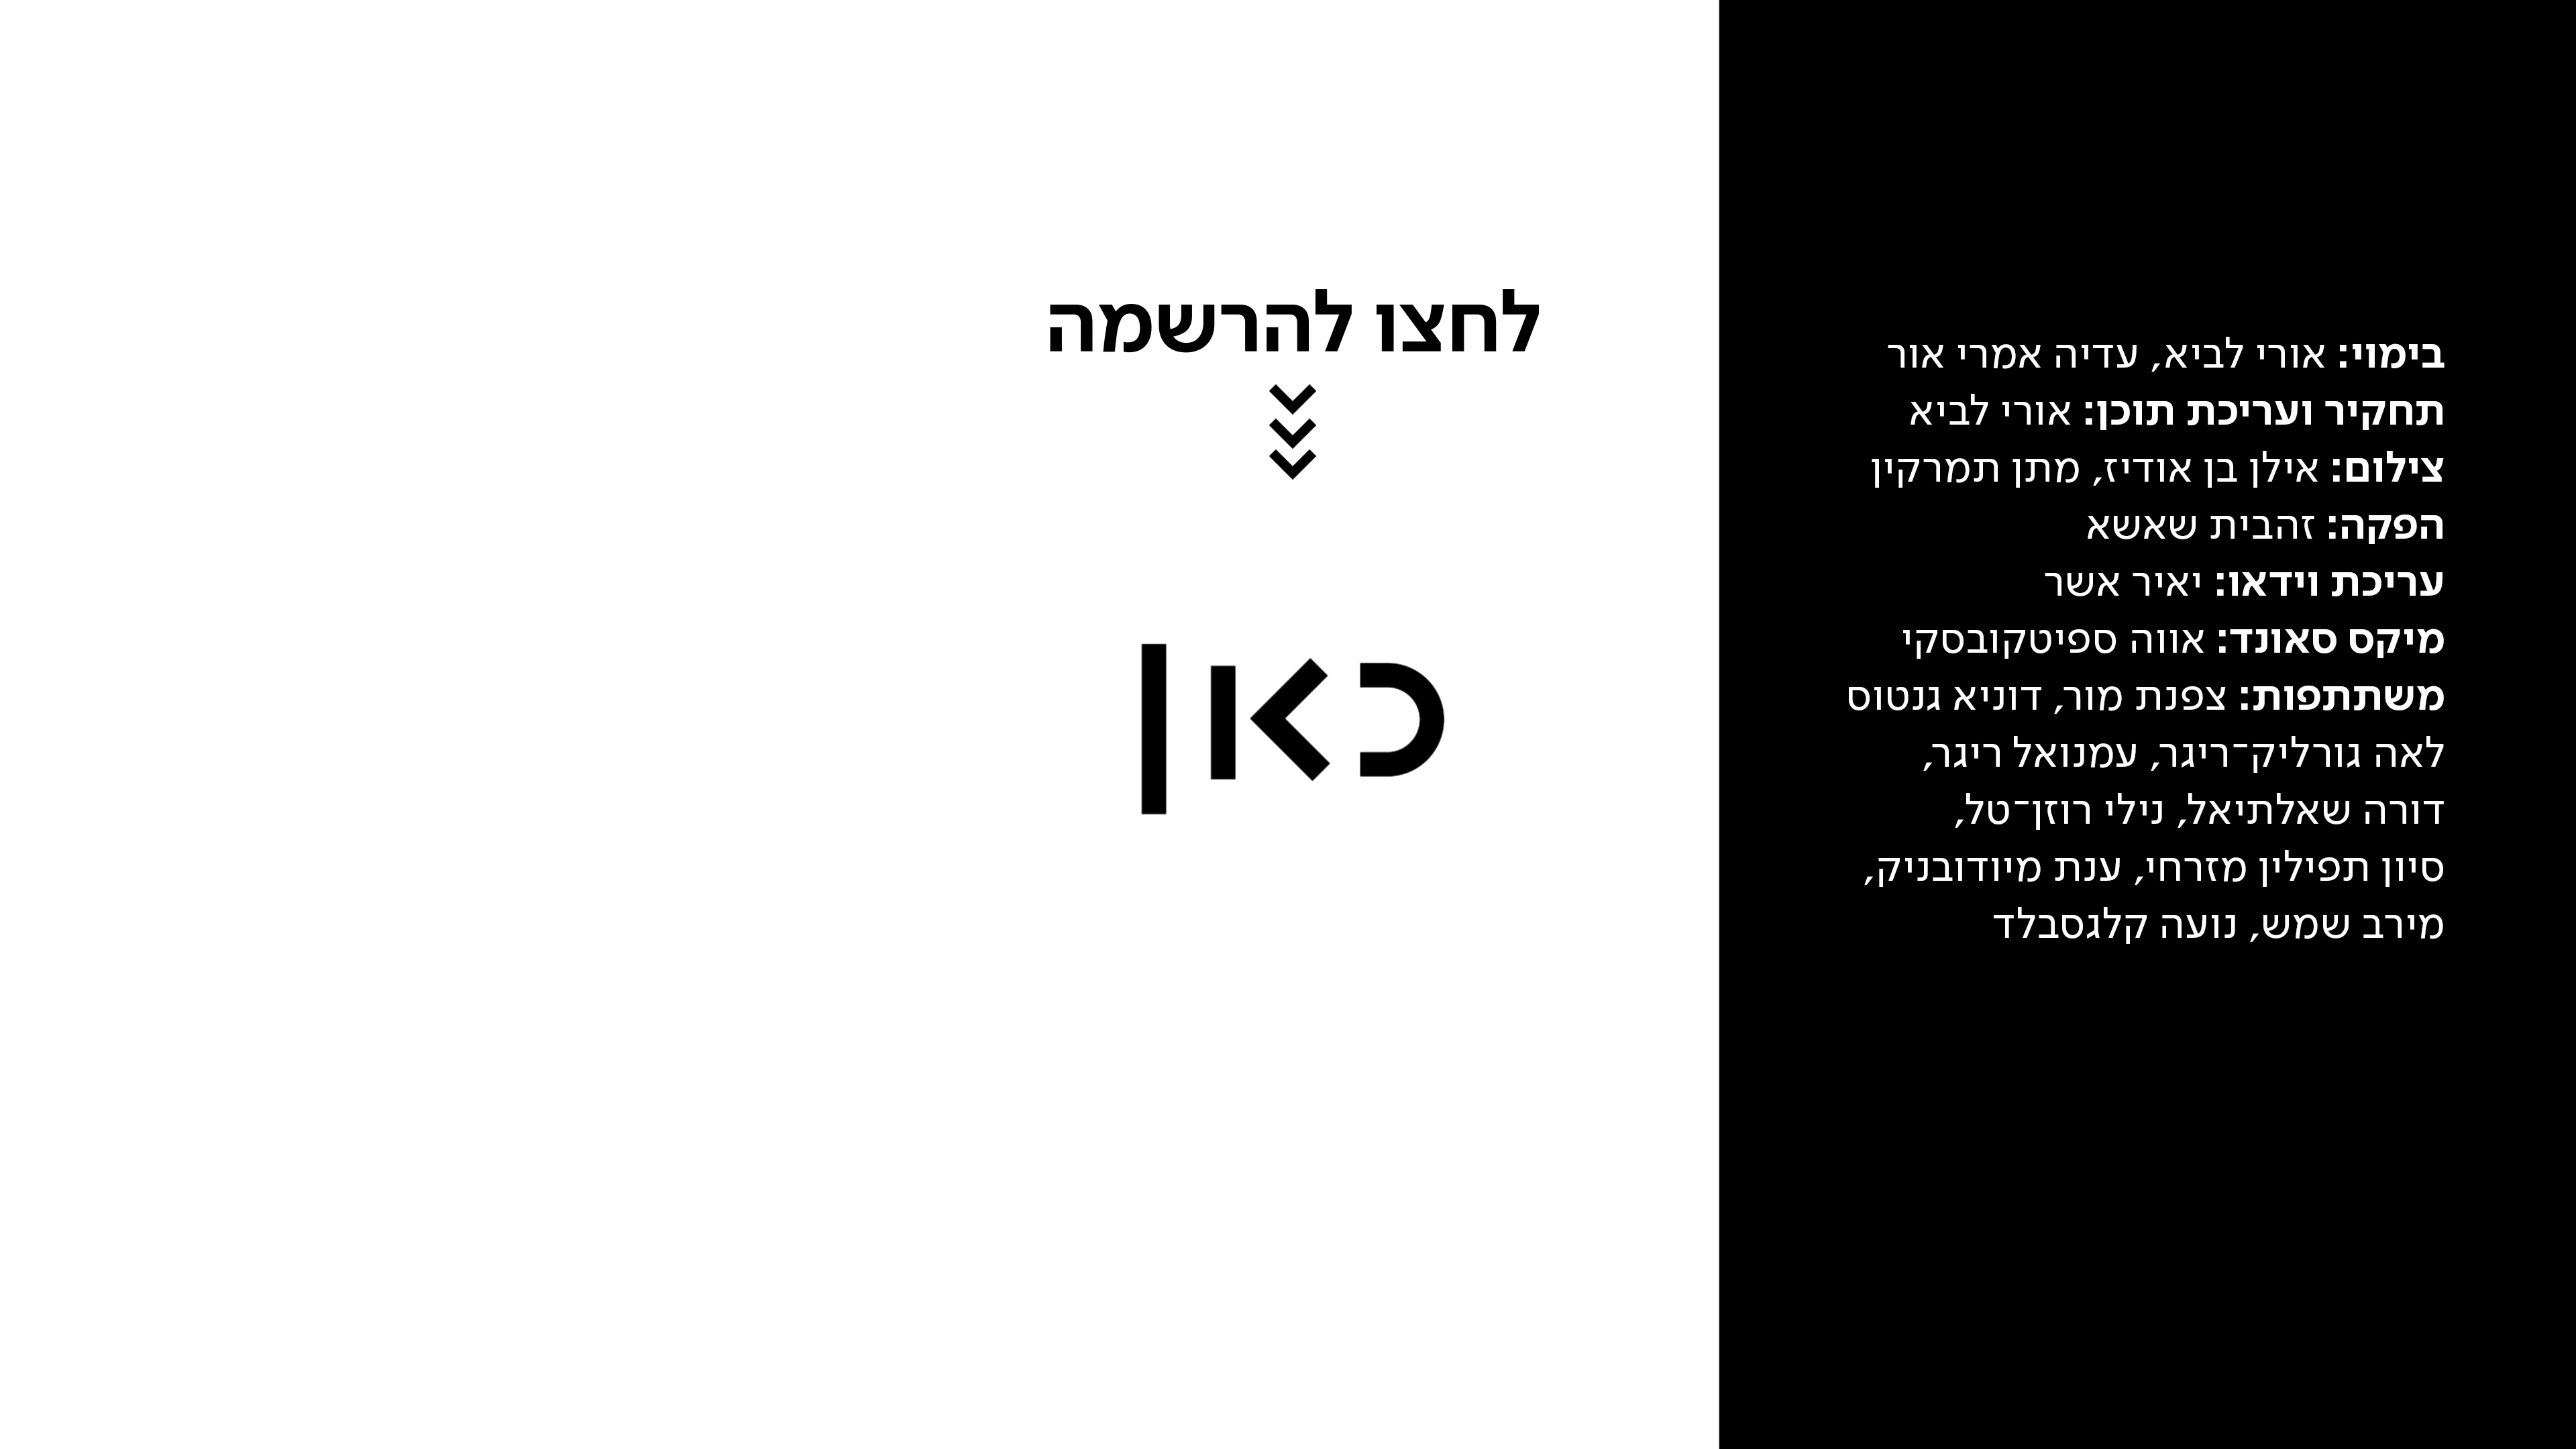 בימוי: אורי לביא, עדיה אמרי אור
תחקיר ועריכת תוכן: אורי לביא
צילום: אילן בן אודיז, מתן תמרקין
הפקה: זהבית שאשא
עריכת וידאו: יאיר אשר
מיקס סאונד: אווה ספיטקובסקי
משתתפות: צפנת מור, דוניא גנטוס
לאה גורליק־ריגר, עמנואל ריגר,
דורה שאלתיאל, נילי רוזן־טל,
סיון תפילין מזרחי, ענת מיודובניק,
מירב שמש, נועה קלגסבלד
לחצו להרשמה
כאן